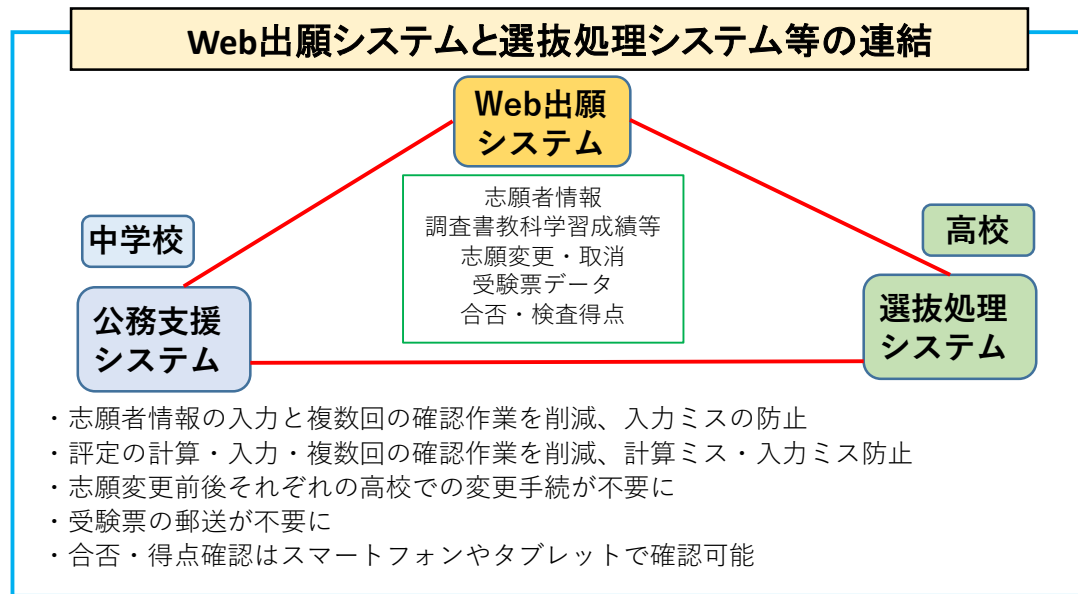 Web出願システムと選抜処理システム等の連結
Web出願
システム
志願者情報
調査書教科学習成績等
志願変更・取消
受験票データ
合否・検査得点
中学校
高校
公務支援
システム
選抜処理
システム
・志願者情報の入力と複数回の確認作業を削減、入力ミスの防止
・評定の計算・入力・複数回の確認作業を削減、計算ミス・入力ミス防止
・志願変更前後それぞれの高校での変更手続が不要に
・受験票の郵送が不要に
・合否・得点確認はスマートフォンやタブレットで確認可能